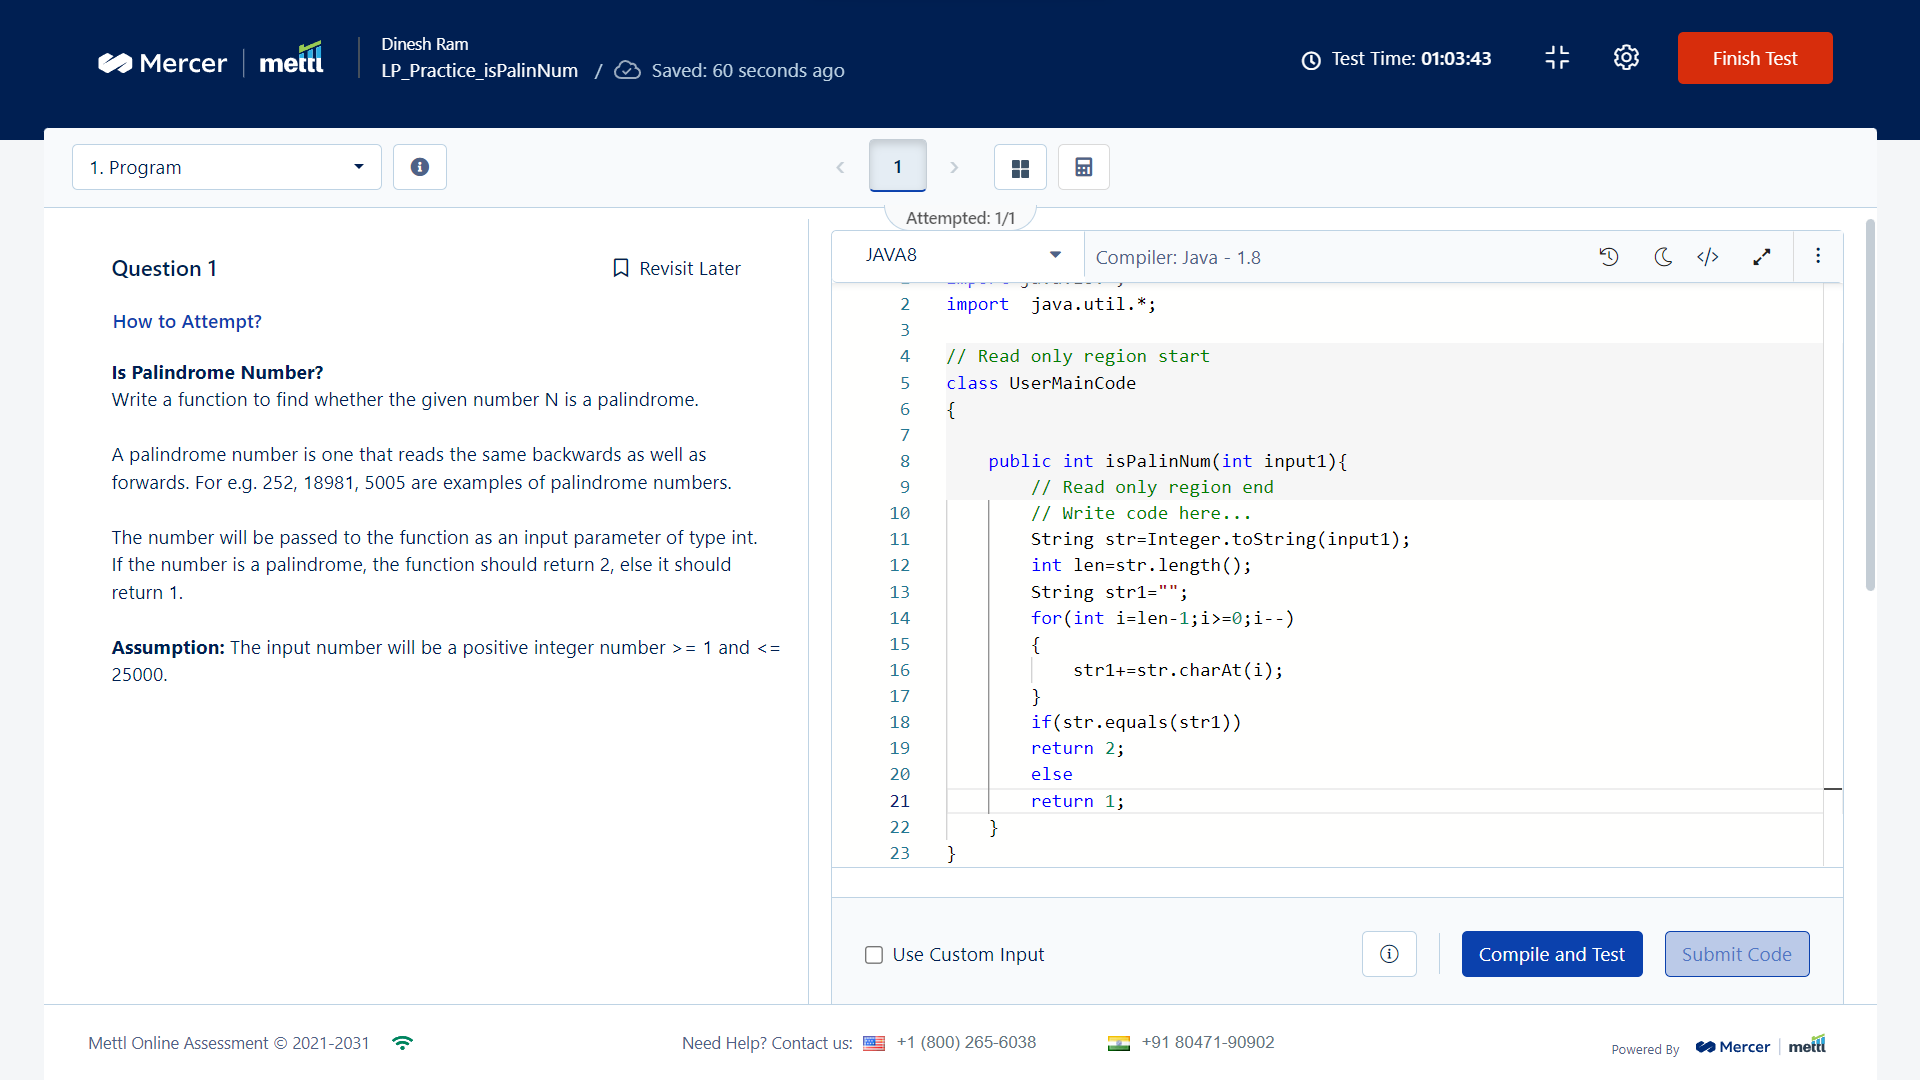 Mercer | mettl
Dinesh Ram
LP_Practice_isPalinNum / Saved: 60 seconds ago
Test Time: 01:03:43
Finish Test
1. Program
1
Attempted: 1/1
Question 1
Revisit Later
How to Attempt?
Is Palindrome Number?
Write a function to find whether the given number N is a palindrome.
A palindrome number is one that reads the same backwards as well as
forwards. For e.g. 252, 18981, 5005 are examples of palindrome numbers.
The number will be passed to the function as an input parameter of type int.
If the number is a palindrome, the function should return 2, else it should
return 1.
Assumption: The input number will be a positive integer number >= 1 and <=
25000.
JAVA8
Compiler: Java - 1.8
2 import  java.util.*;
3
4 // Read only region start
5 class UserMainCode
6 {
7
8     public int isPalinNum(int input1){
9         // Read only region end
10         // Write code here...
11         String str=Integer.toString(input1);
12         int len=str.length();
13         String str1="";
14         for(int i=len-1;i>=0;i--)
15         {
16             str1+=str.charAt(i);
17         }
18         if(str.equals(str1))
19         return 2;
20         else
21         return 1;
22     }
23 }
Use Custom Input
Compile and Test
Submit Code
Mettl Online Assessment © 2021-2031
Need Help? Contact us: +1 (800) 265-6038
+91 80471-90902
Powered By Mercer | mettl